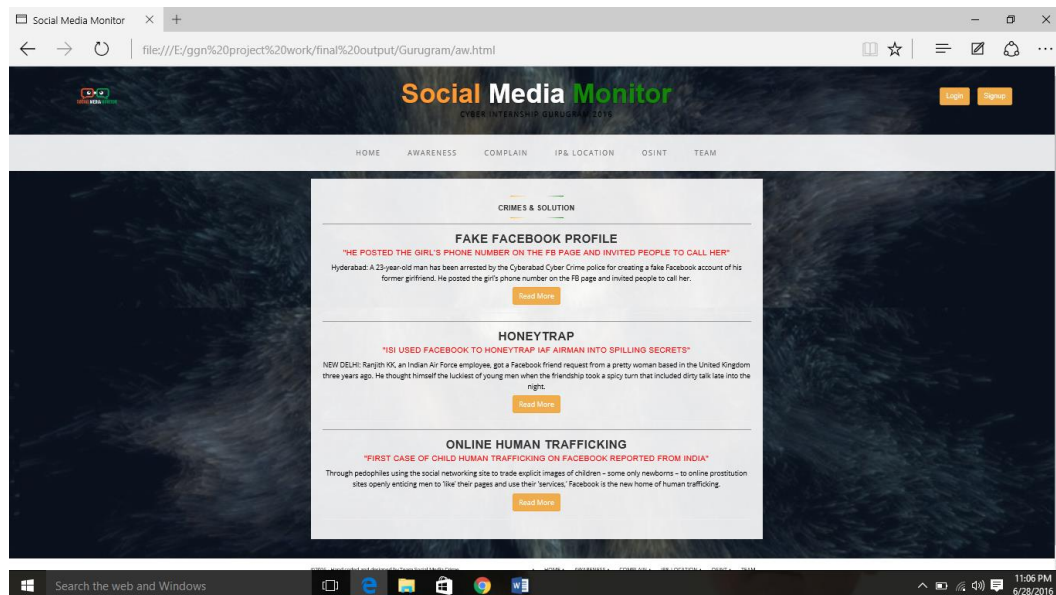 Social Media Monitor
file:///E:/ggn%20project%20work/final%20output/Gurugram/aw.html
SOCIAL MEDIA MONITOR
Social Media Monitor
CYBER INTERNSHIP GURUGRAM 2016
Login Signup
HOME AWARENESS COMPLAIN IP& LOCATION OSINT TEAM
CRIMES & SOLUTION
FAKE FACEBOOK PROFILE
"HE POSTED THE GIRL'S PHONE NUMBER ON THE FB PAGE AND INVITED PEOPLE TO CALL HER"
Hyderabad: A 23-year-old man has been arrested by the Cyberabad Cyber Crime police for creating a fake Facebook account of his
former girlfriend. He posted the girl's phone number on the FB page and invited people to call her.
Read More
HONEYTRAP
"ISI USED FACEBOOK TO HONEYTRAP IAF AIRMAN INTO SPILLING SECRETS"
NEW DELHI: Ranjith KK, an Indian Air Force employee, got a Facebook friend request from a pretty woman based in the United Kingdom
three years ago. He thought himself the luckiest of young men when the friendship took a spicy turn that included dirty talk late into the
night.
Read More
ONLINE HUMAN TRAFFICKING
"FIRST CASE OF CHILD HUMAN TRAFFICKING ON FACEBOOK REPORTED FROM INDIA"
Through pedophiles using the social networking site to trade explicit images of children – some only newborns – to online prostitution
sites openly enticing men to 'like' their pages and use their 'services,' Facebook is the new home of human trafficking.
Read More
Search the web and Windows
11:06 PM
6/28/2016